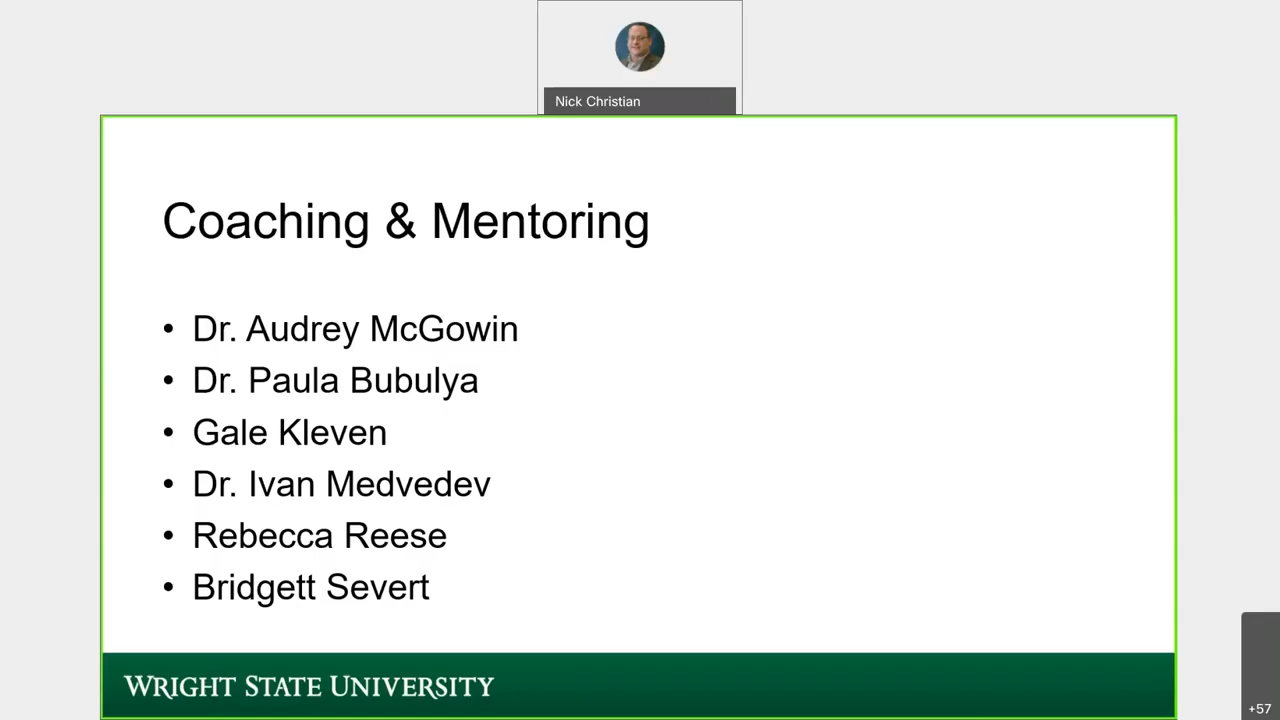 Nick Christian
Coaching & Mentoring
• Dr. Audrey McGowin
• Dr. Paula Bubulya
• Gale Kleven
• Dr. Ivan Medvedev
• Rebecca Reese
• Bridgett Severt
WRIGHT STATE UNIVERSITY
+57